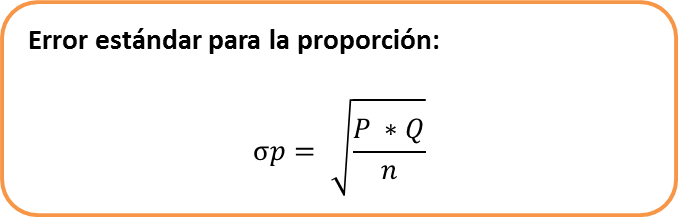 Error estándar para la proporción:
σp = √(P * Q / n)